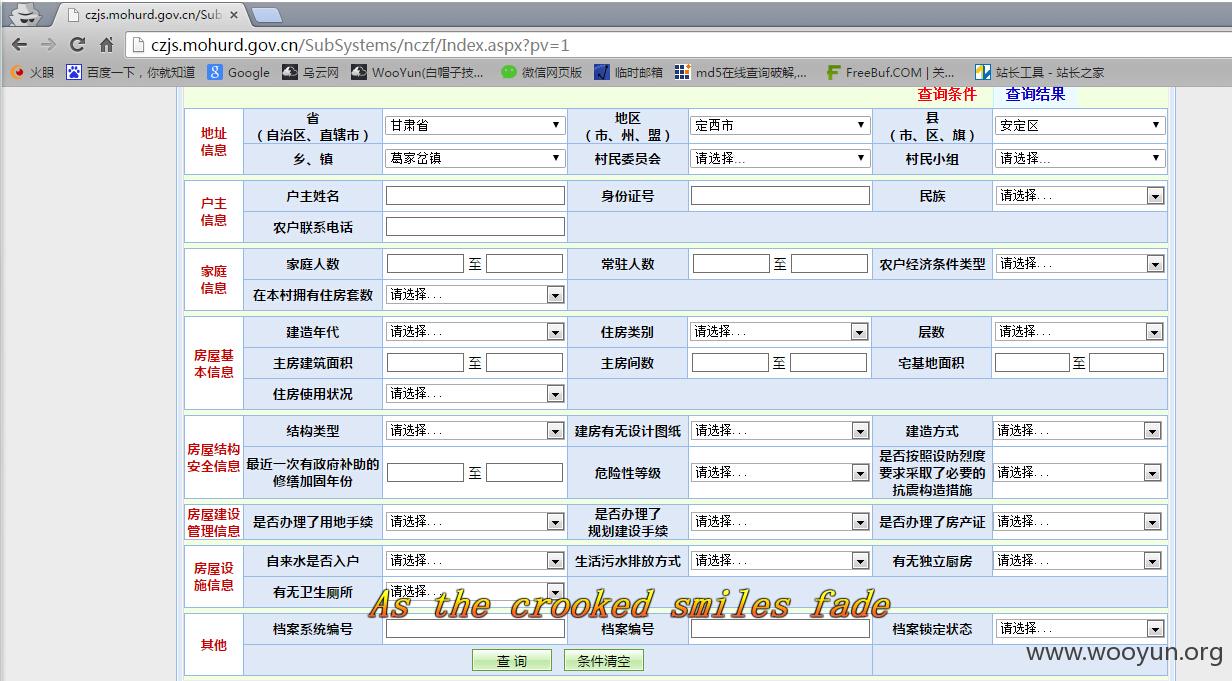 czjs.mohurd.gov.cn/Sub
czjs.mohurd.gov.cn/SubSystems/nczf/Index.aspx?pv=1
火眼 百度一下，你就知道 Google 乌云网 WooYun(白帽子技... 微信网页版 临时邮箱 md5在线查询破解,... FreeBuf.COM | 关... 站长工具 - 站长之家
查询条件 查询结果
地址
信息
省
（自治区、直辖市）
甘肃省
地区
（市、州、盟）
定西市
县
（市、区、旗）
安定区
乡、镇 葛家岔镇 村民委员会 请选择... 村民小组 请选择...
户主
信息
户主姓名 身份证号 民族 请选择...
农户联系电话
家庭
信息
家庭人数 至 常驻人数 至 农户经济条件类型 请选择...
在本村拥有住房套数 请选择...
房屋基
本信息
建造年代 请选择... 住房类别 请选择... 层数 请选择...
主房建筑面积 至 主房间数 至 宅基地面积 至
住房使用状况 请选择...
房屋结构
安全信息
结构类型 请选择... 建房有无设计图纸 请选择... 建造方式 请选择...
最近一次有政府补助的
修缮加固年份
至
危险性等级 请选择...
是否按照设防烈度
要求采取了必要的
抗震构造措施
请选择...
房屋建设
管理信息
是否办理了用地手续 请选择...
是否办理了
规划建设手续
请选择...
是否办理了房产证 请选择...
房屋设
施信息
自来水是否入户 请选择... 生活污水排放方式 请选择... 有无独立厨房 请选择...
有无卫生厕所 请选择...
As the crooked smiles fade
其他
档案系统编号 档案编号 档案锁定状态 请选择...
查 询 条件清空
www.wooyun.org